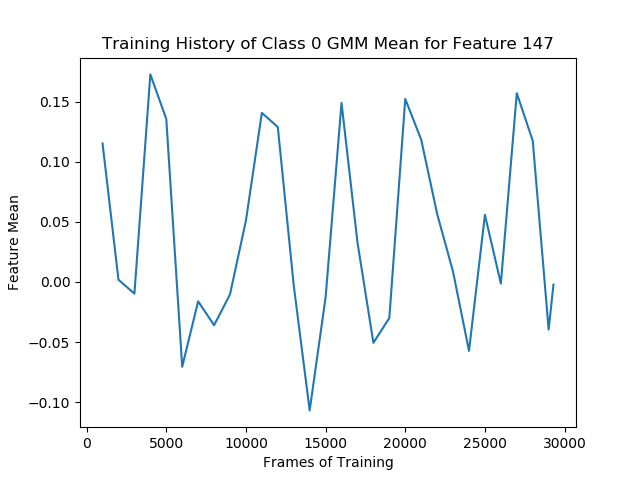 Training History of Class 0 GMM Mean for Feature 147
0.15
0.10
0.05
0.00
−0.05
−0.10
Feature Mean
0 5000 10000 15000 20000 25000 30000
Frames of Training